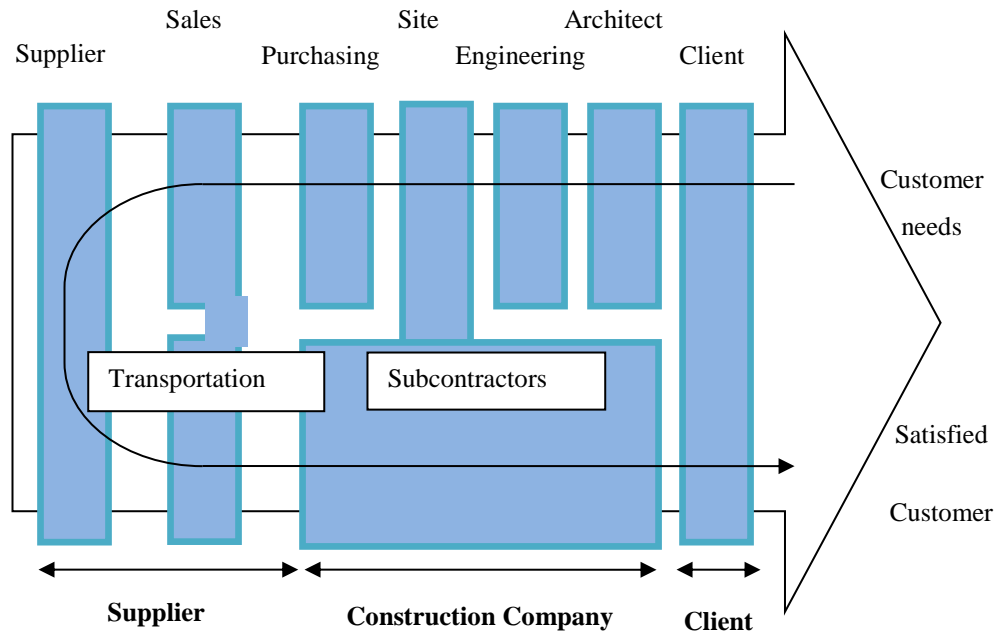 Sales
Site
Architect
Supplier
Purchasing
Engineering
Client
Customer
needs
Transportation
Subcontractors
Satisfied
Customer
Supplier
Construction Company
Client